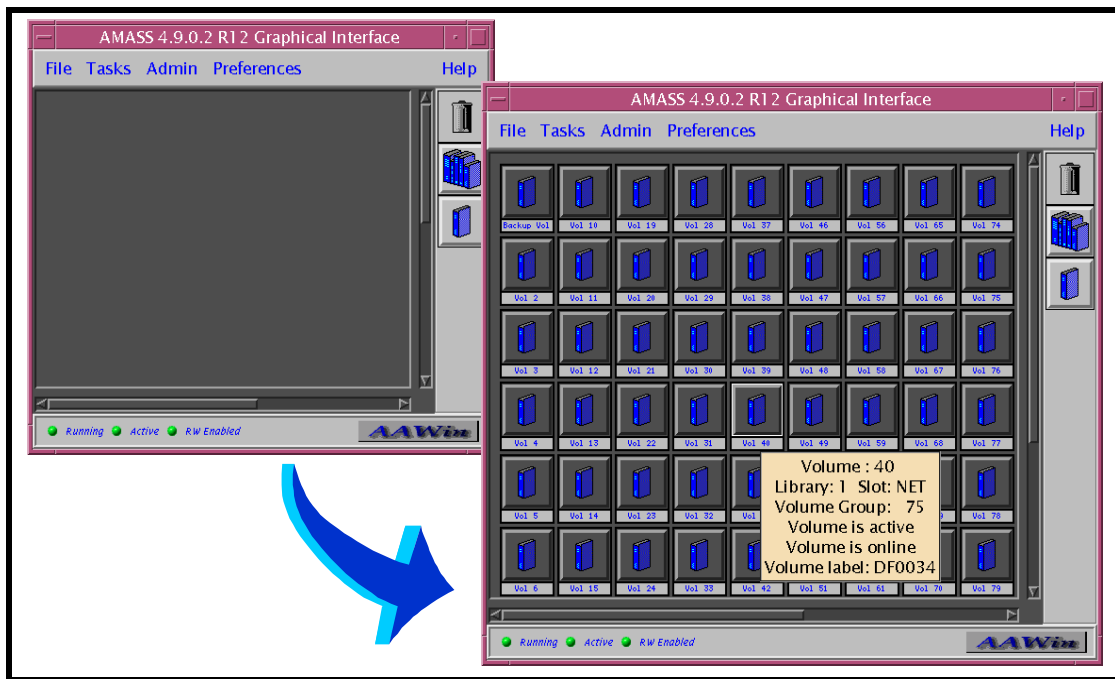 AMASS 4.9.0.2 R12 Graphical Interface
File Tasks Admin Preferences Help
Running Active RW Enabled
AAWin
AMASS 4.9.0.2 R12 Graphical Interface
File Tasks Admin Preferences Help
Backup Vol Vol 10 Vol 19 Vol 28 Vol 37 Vol 46 Vol 56 Vol 65 Vol 74
Vol 2 Vol 11 Vol 20 Vol 29 Vol 38 Vol 47 Vol 57 Vol 66 Vol 75
Vol 3 Vol 12 Vol 21 Vol 30 Vol 39 Vol 48 Vol 58 Vol 67 Vol 76
Vol 4 Vol 13 Vol 22 Vol 31 Vol 40 Vol 49 Vol 59 Vol 68 Vol 77
Volume : 40
Library: 1 Slot: NET
Volume Group: 75
Volume is active
Volume is online
Volume label: DF0034
Vol 5 Vol 14 Vol 23 Vol 32 Vol 9 Vol 78
Vol 6 Vol 15 Vol 24 Vol 33 Vol 42 Vol 51 Vol 61 Vol 70 Vol 79
Running Active RW Enabled
AAWin